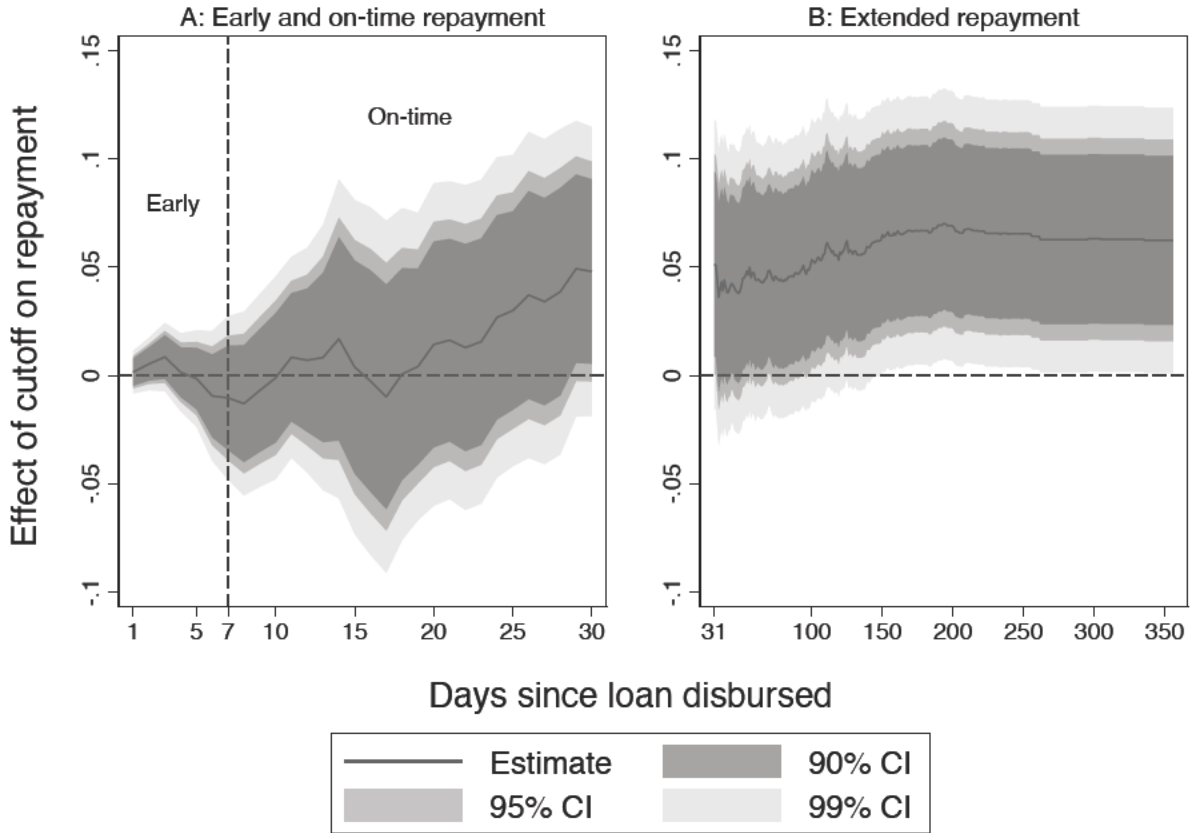 A: Early and on-time repayment
B: Extended repayment
Effect of cutoff on repayment
.15
.1
.05
0
-.05
-.1
Early
On-time
1 5 7 10 15 20 25 30
.15
.1
.05
0
-.05
-.1
31 100 150 200 250 300 350
Days since loan disbursed
Estimate 90% CI
95% CI 99% CI